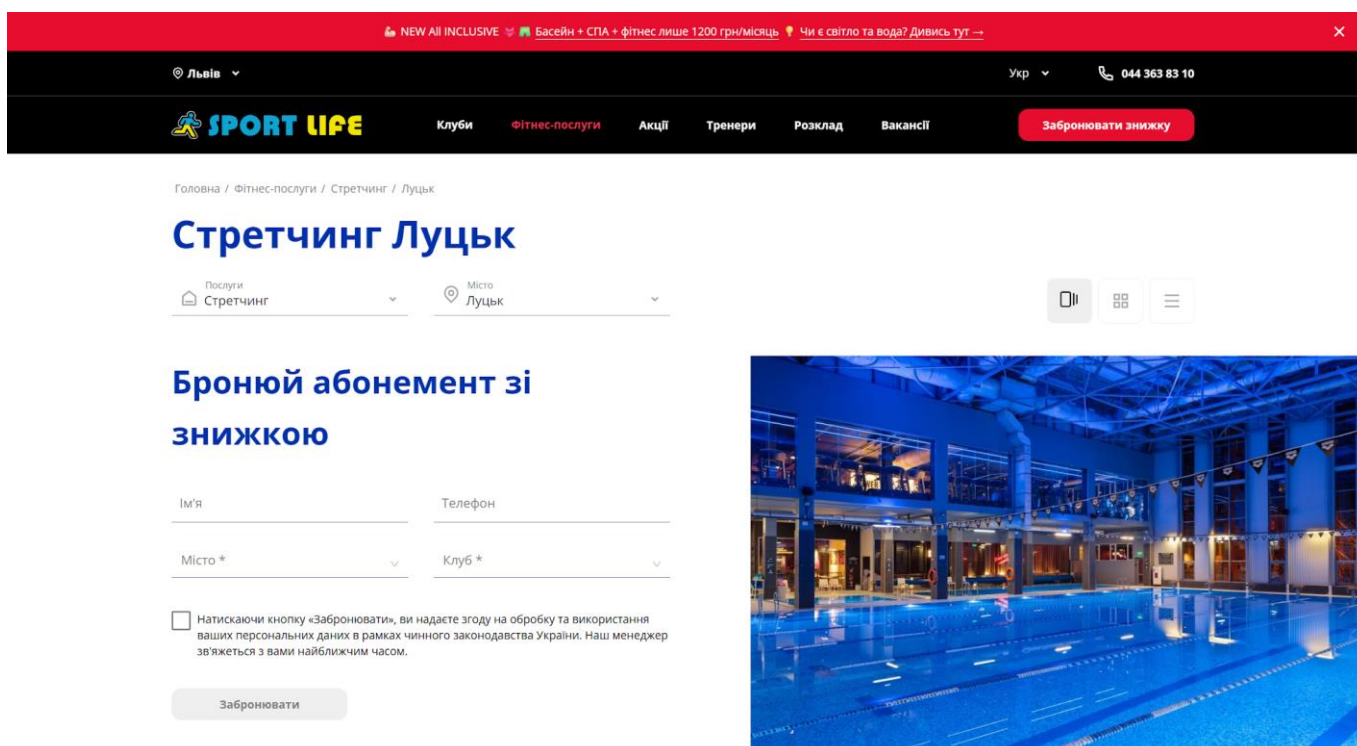 NEW All INCLUSIVE Басейн + СПА + фітнес лише 1200 грн/місяць Чи є світло та вода? Дивись тут → ×
Львів Укр 044 363 83 10
SPORT LIFE Клуби Фітнес-послуги Акції Тренери Розклад Вакансії Забронювати знижку
Головна / Фітнес-послуги / Стретчинг / Луцьк
Стретчинг Луцьк
Послуги Місто
Стретчинг Луцьк
Бронюй абонемент зі
знижкою
Ім'я Телефон
Місто * Клуб *
Натискаючи кнопку «Забронювати», ви надаєте згоду на обробку та використання
ваших персональних даних в рамках чинного законодавства України. Наш менеджер
зв'яжеться з вами найближчим часом.
Забронювати